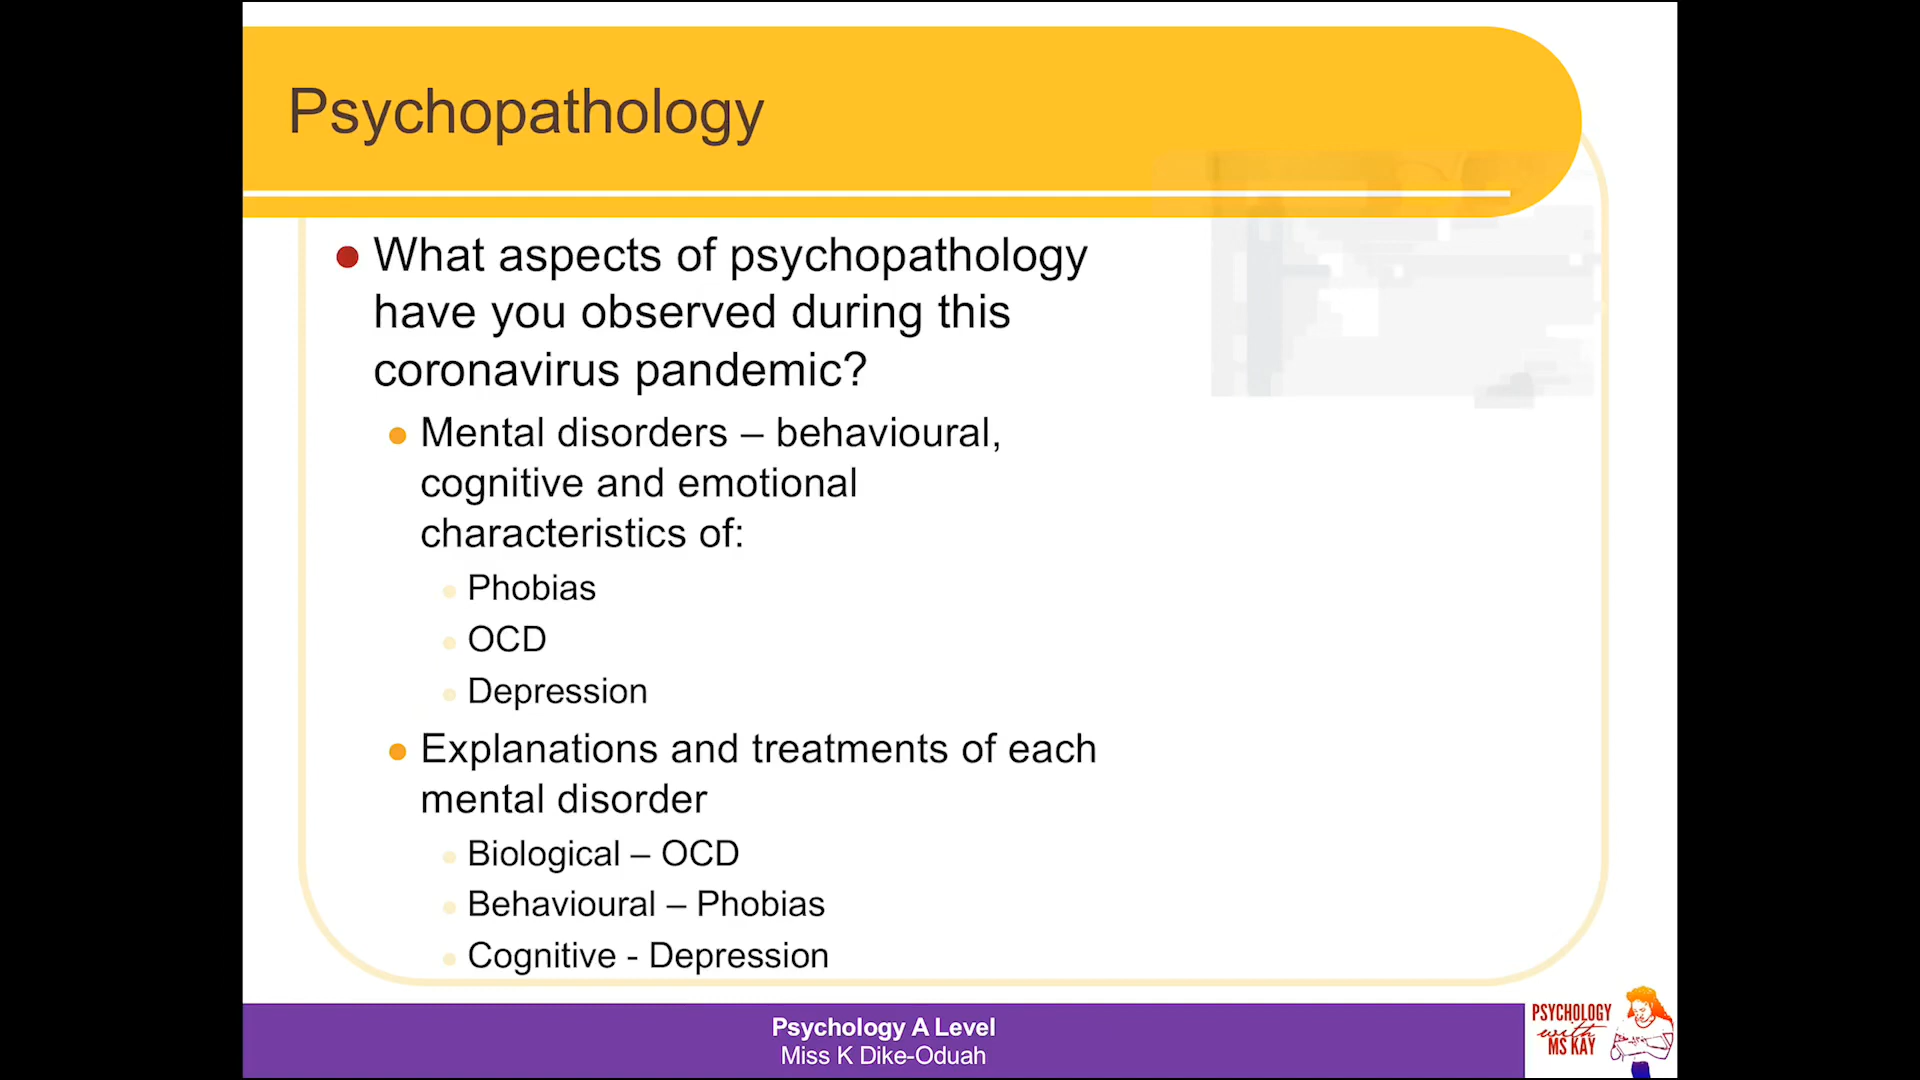 Psychopathology
What aspects of psychopathology
have you observed during this
coronavirus pandemic?
Mental disorders – behavioural,
cognitive and emotional
characteristics of:
Phobias
OCD
Depression
Explanations and treatments of each
mental disorder
Biological – OCD
Behavioural – Phobias
Cognitive - Depression
Psychology A Level
Miss K Dike-Oduah
PSYCHOLOGY
with
MS KAY